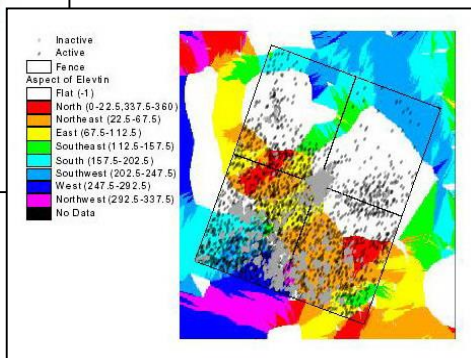 Inactive
Active
Fence
Aspect of Elevtin
Flat (-1)
North (0-22.5,337.5-360)
Northeast (22.5-67.5)
East (67.5-112.5)
Southeast (112.5-157.5)
South (157.5-202.5)
Southwest (202.5-247.5)
West (247.5-292.5)
Northwest (292.5-337.5)
No Data